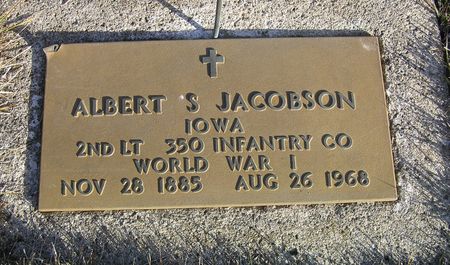 ALBERT S JACOBSON
IOWA
2ND LT 350 INFANTRY CO
WORLD WAR I
NOV 28 1885 AUG 26 1968